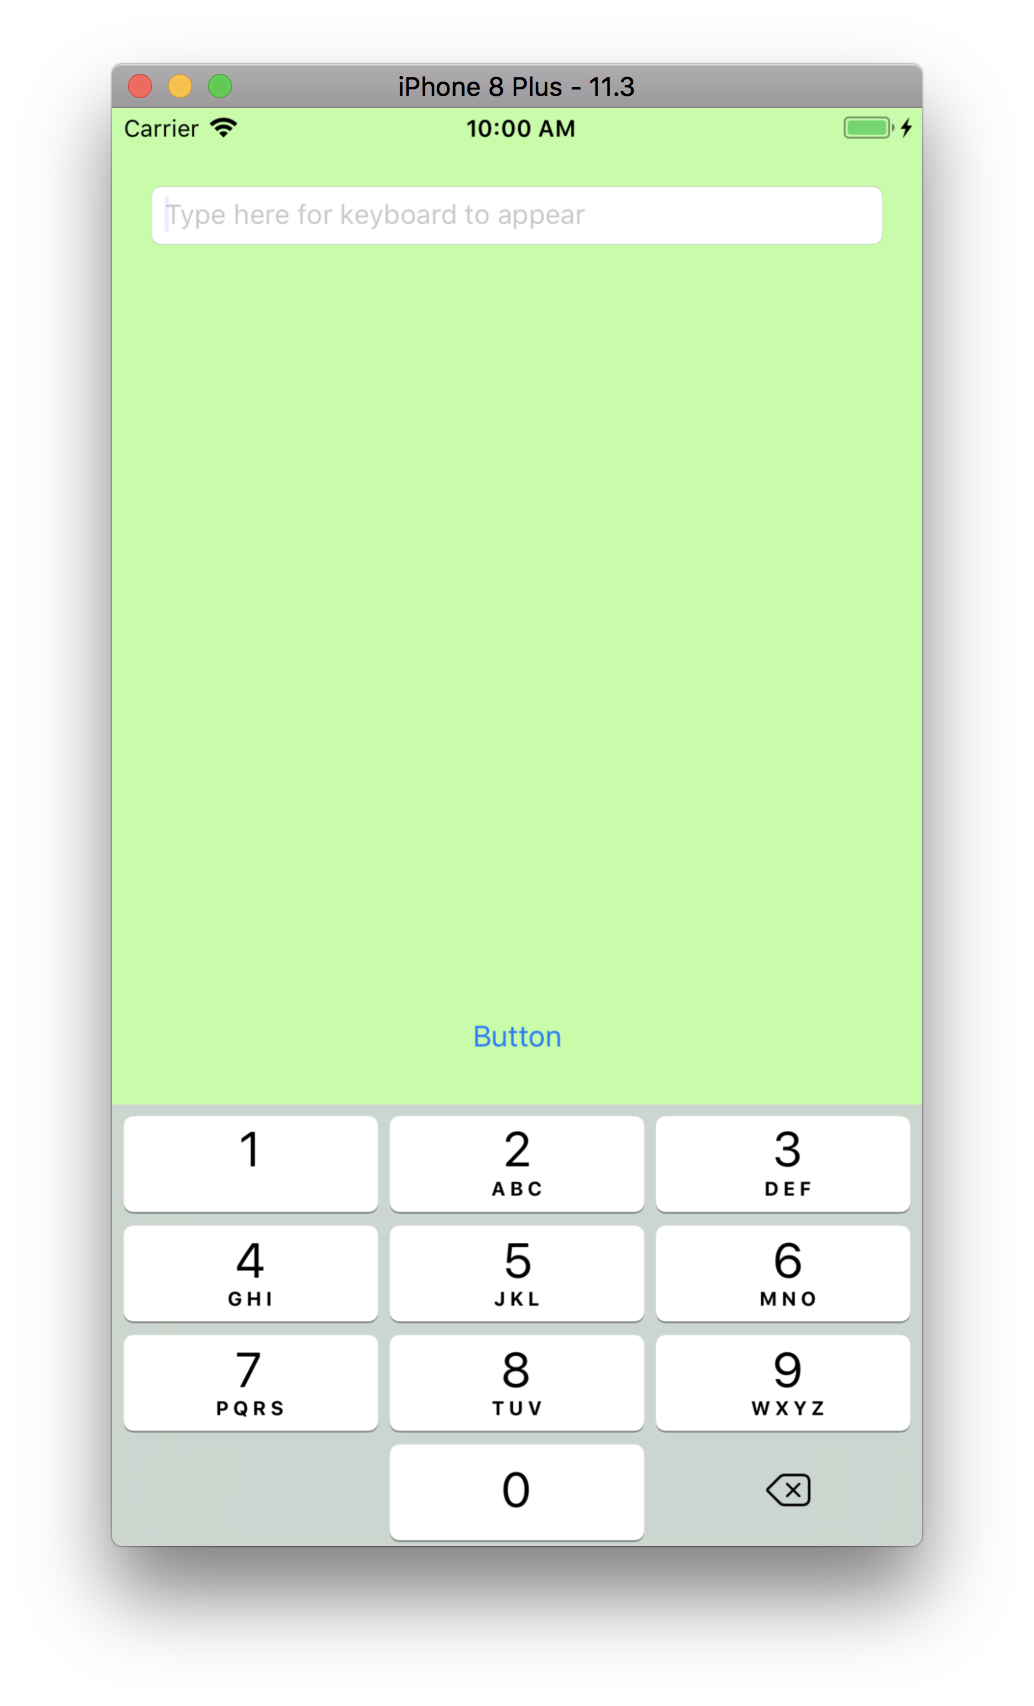 iPhone 8 Plus - 11.3
Carrier 10:00 AM
Type here for keyboard to appear
Button
1 2 3
ABC DEF
4 5 6
GHI JKL MNO
7 8 9
PQRS TUV WXYZ
0